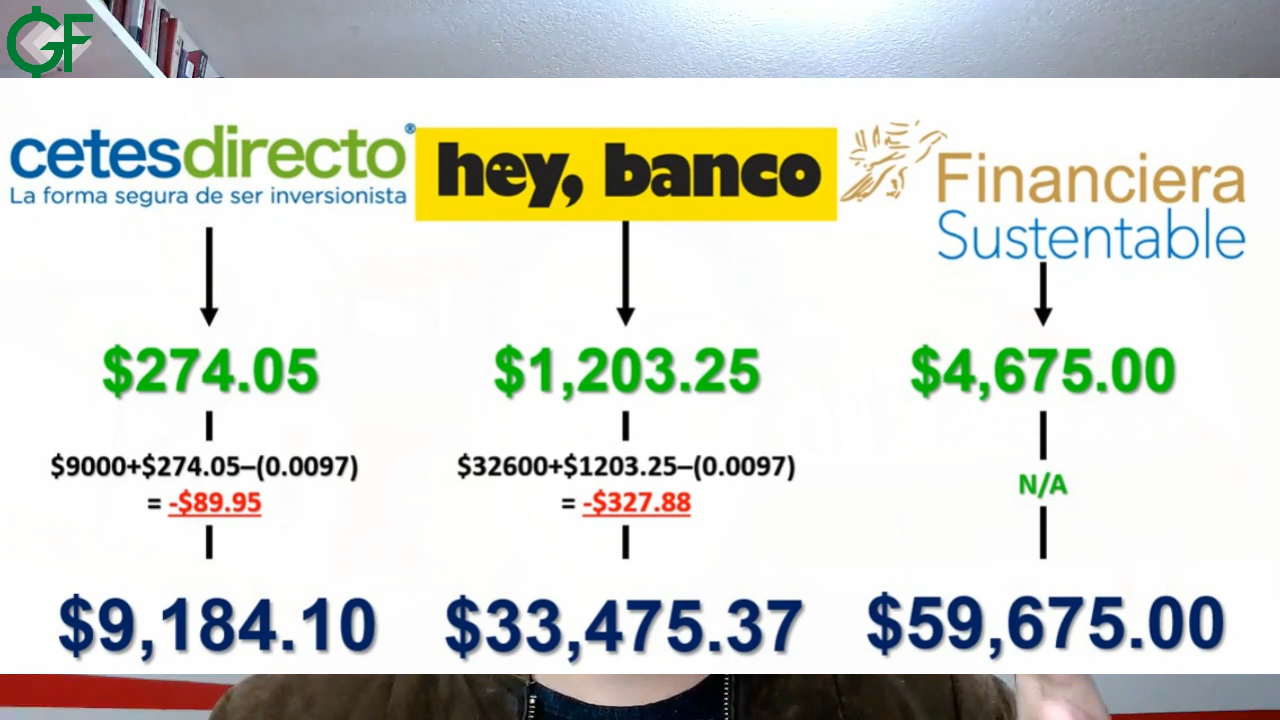 GF
cetesdirecto®
La forma segura de ser inversionista
hey, banco
Financiera
Sustentable
$274.05
$1,203.25
$4,675.00
$9000+$274.05–(0.0097)
= -$89.95
$32600+$1203.25–(0.0097)
= -$327.88
N/A
$9,184.10
$33,475.37
$59,675.00